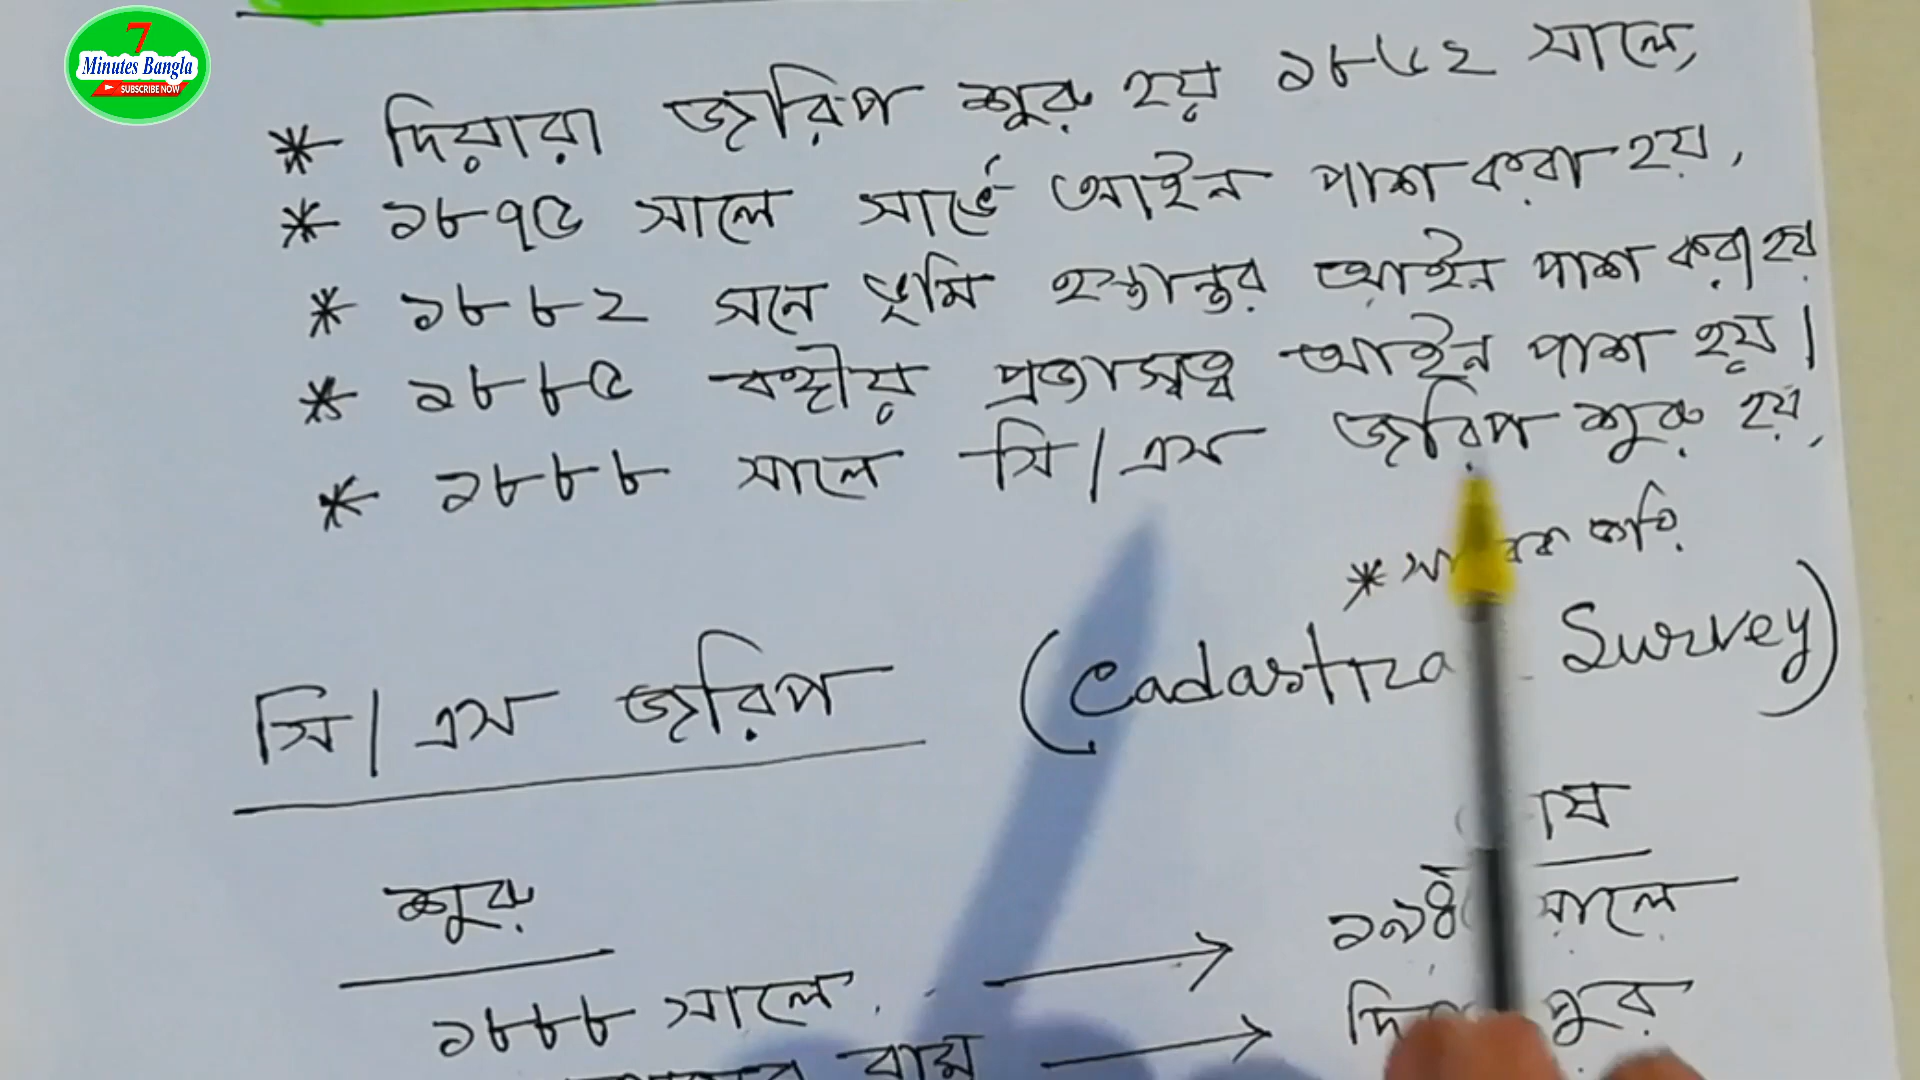 7
Minutes Bangla
SUBSCRIBE NOW
* দিয়ারা জরিপ শুরু হয় ১৮৬২ সালে,
* ১৮৭৫ সালে সার্ভে আইন পাশ করা হয়,
* ১৮৮২ সনে ভূমি হস্তান্তর আইন পাশ করা হয়
* ১৮৮৫ বঙ্গীয় প্রজাস্বত্ব আইন পাশ হয়।
* ১৮৮৮ সালে সি/এস জরিপ শুরু হয়,
*
সি/এস জরিপ (Cadastral Survey)
শুরু
১৮৮৮ সালে → সালে
→